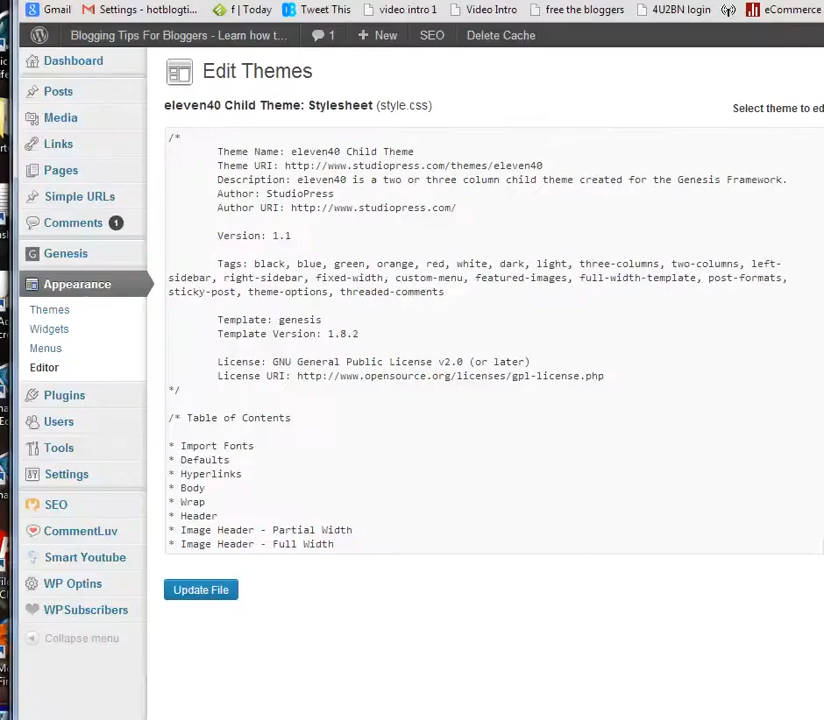 Gmail Settings - hotblogti... f | Today Tweet This video intro 1 Video Intro free the bloggers 4U2BN login eCommerce
Blogging Tips For Bloggers - Learn how t... 1 + New SEO Delete Cache
Dashboard
Posts
Media
Links
Pages
Simple URLs
Comments 1
Genesis
Appearance
Themes
Widgets
Menus
Editor
Plugins
Users
Tools
Settings
SEO
CommentLuv
Smart Youtube
WP Optins
WPSubscribers
Collapse menu
Edit Themes
eleven40 Child Theme: Stylesheet (style.css)
Select theme to ed
/*
Theme Name: eleven40 Child Theme
Theme URI: http://www.studiopress.com/themes/eleven40
Description: eleven40 is a two or three column child theme created for the Genesis Framework.
Author: StudioPress
Author URI: http://www.studiopress.com/
Version: 1.1
Tags: black, blue, green, orange, red, white, dark, light, three-columns, two-columns, left-
sidebar, right-sidebar, fixed-width, custom-menu, featured-images, full-width-template, post-formats,
sticky-post, theme-options, threaded-comments
Template: genesis
Template Version: 1.8.2
License: GNU General Public License v2.0 (or later)
License URI: http://www.opensource.org/licenses/gpl-license.php
*/
/* Table of Contents
* Import Fonts
* Defaults
* Hyperlinks
* Body
* Wrap
* Header
* Image Header - Partial Width
* Image Header - Full Width
Update File